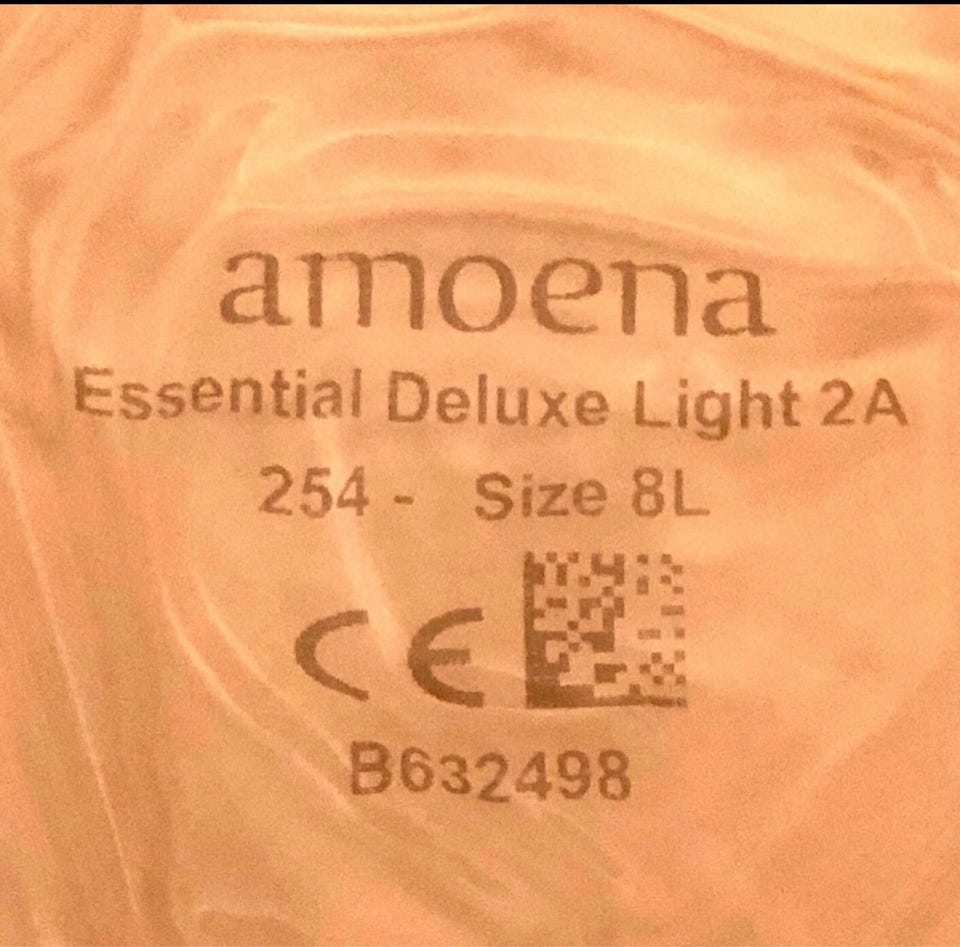 amoena
Essential Deluxe Light 2A
254 - Size 8L
CE
B632498